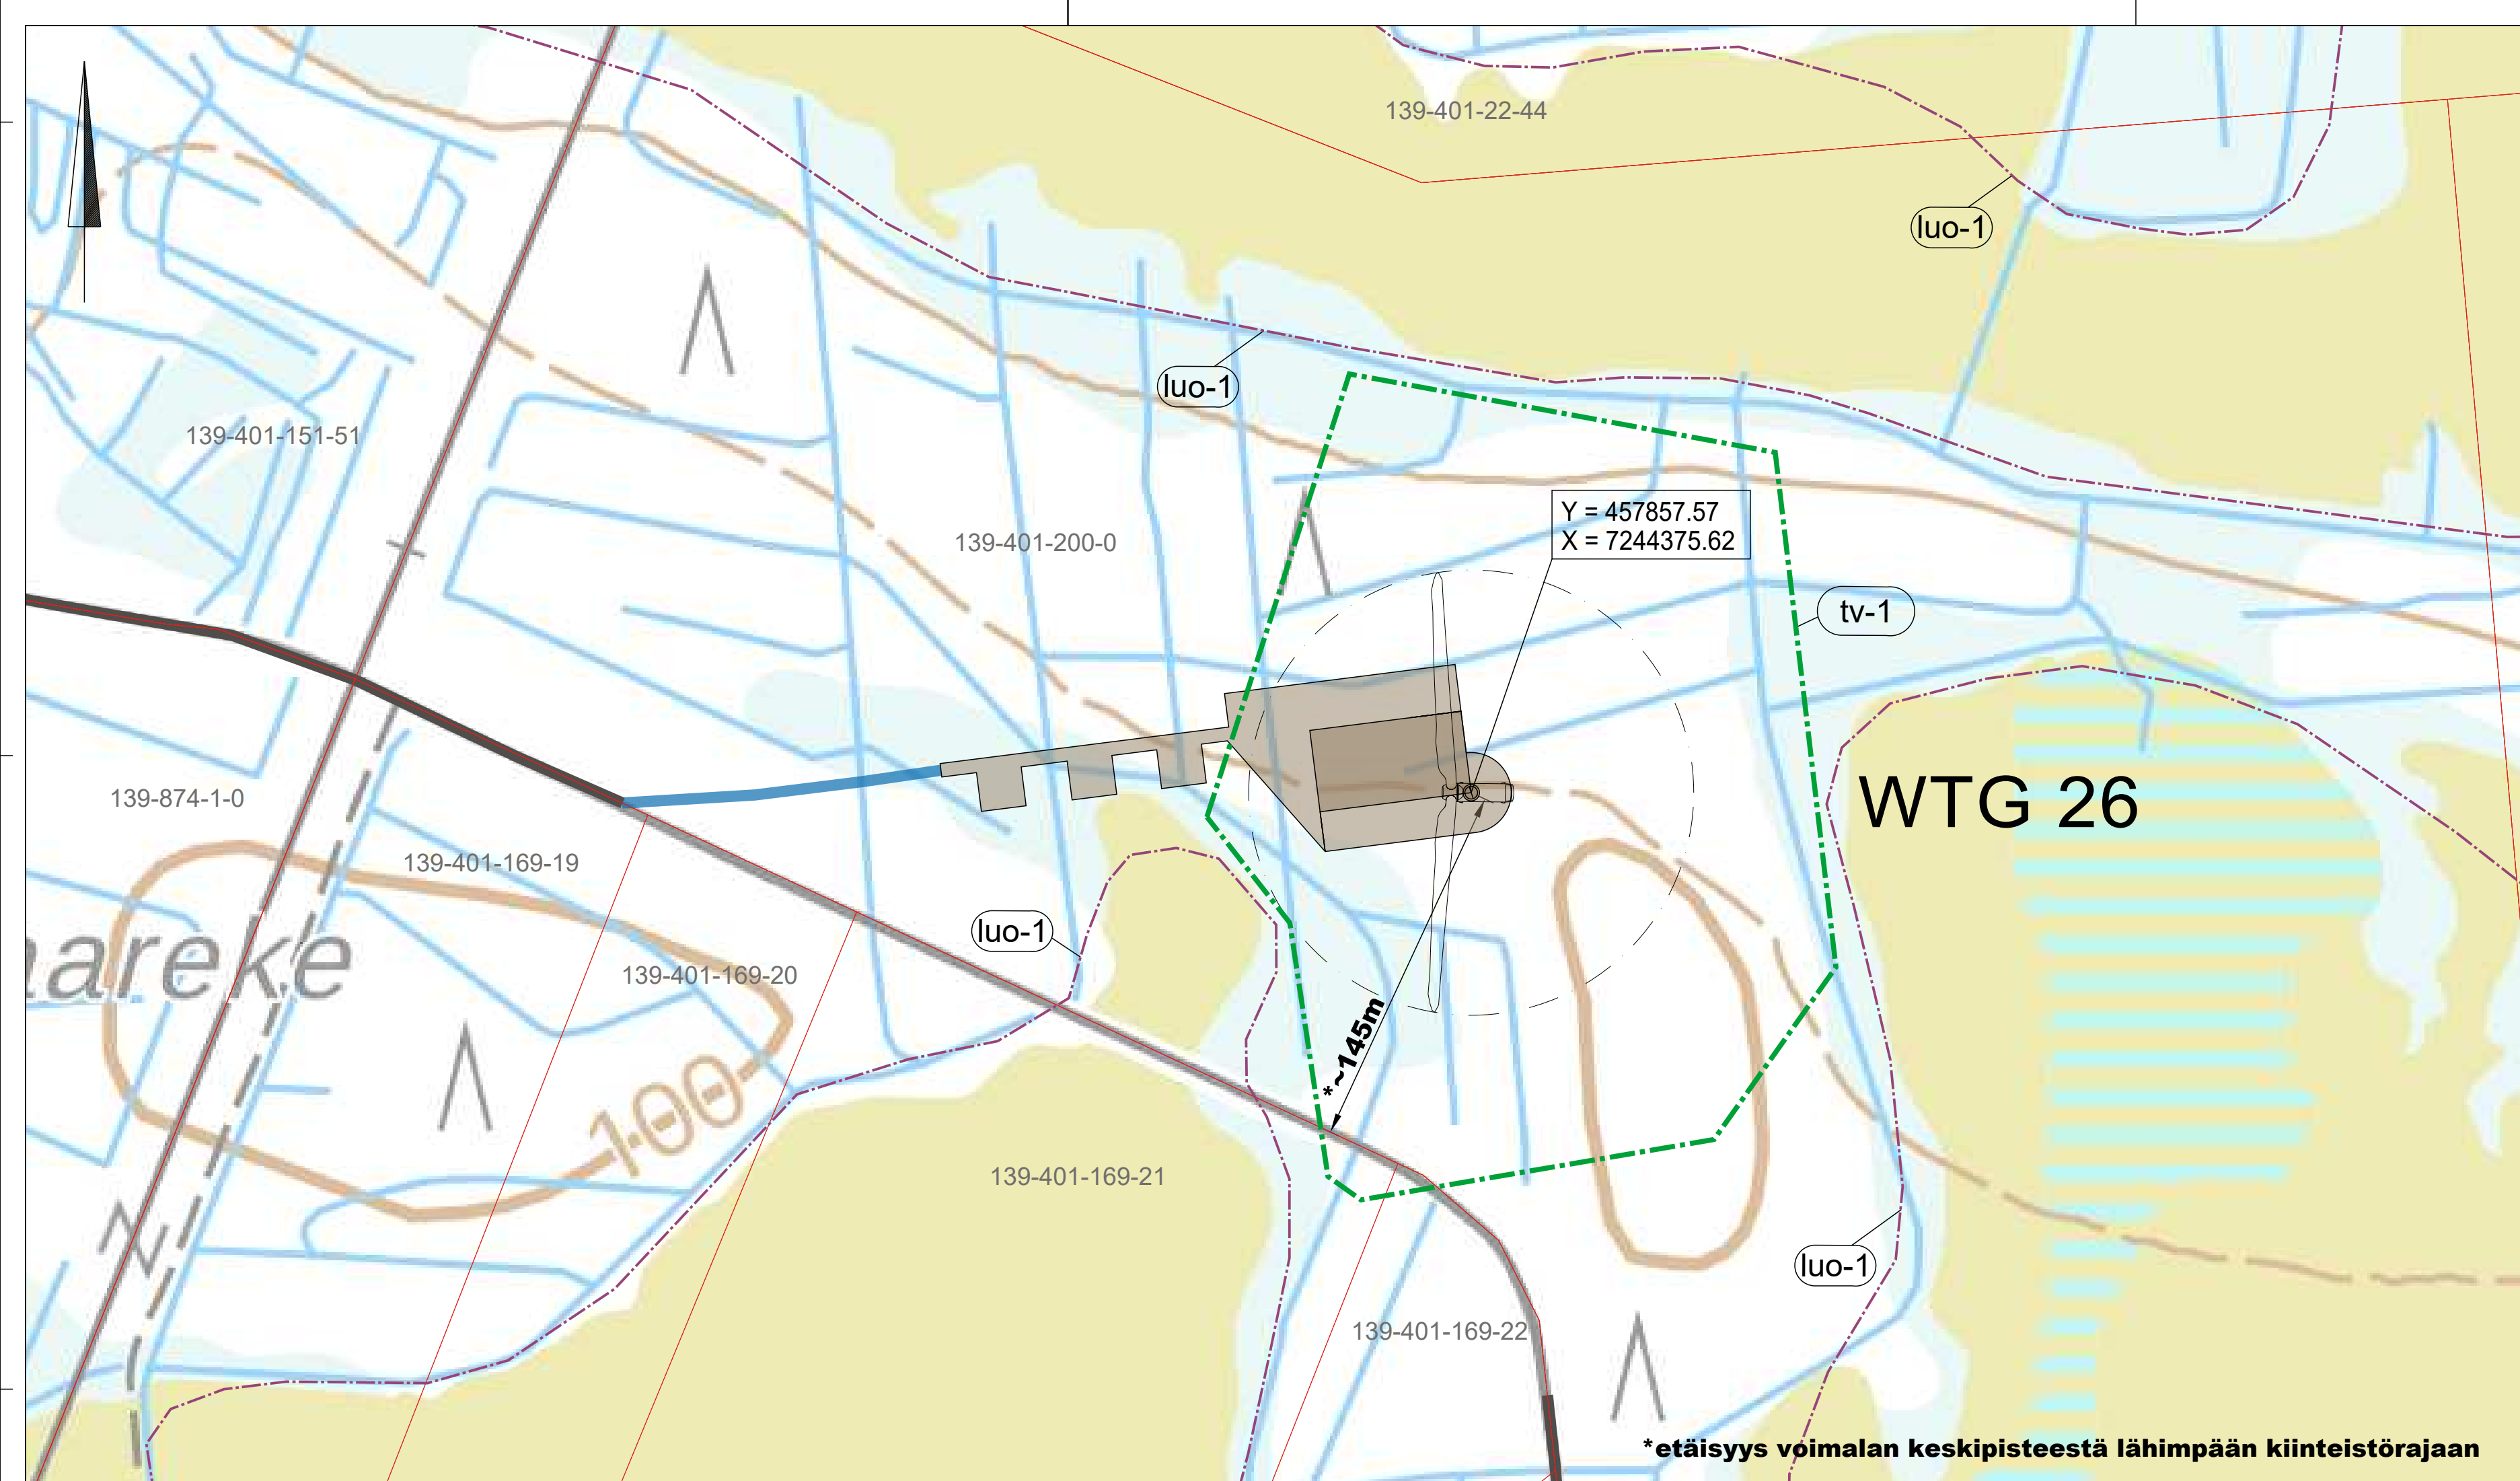 139-401-22-44
luo-1
luo-1
139-401-151-51
139-401-200-0
Y = 457857.57
X = 7244375.62
tv-1
WTG 26
139-874-1-0
139-401-169-19
luo-1
areke
139-401-169-20
*~145m
100
139-401-169-21
luo-1
139-401-169-22
*etäisyys voimalan keskipisteestä lähimpään kiinteistörajaan